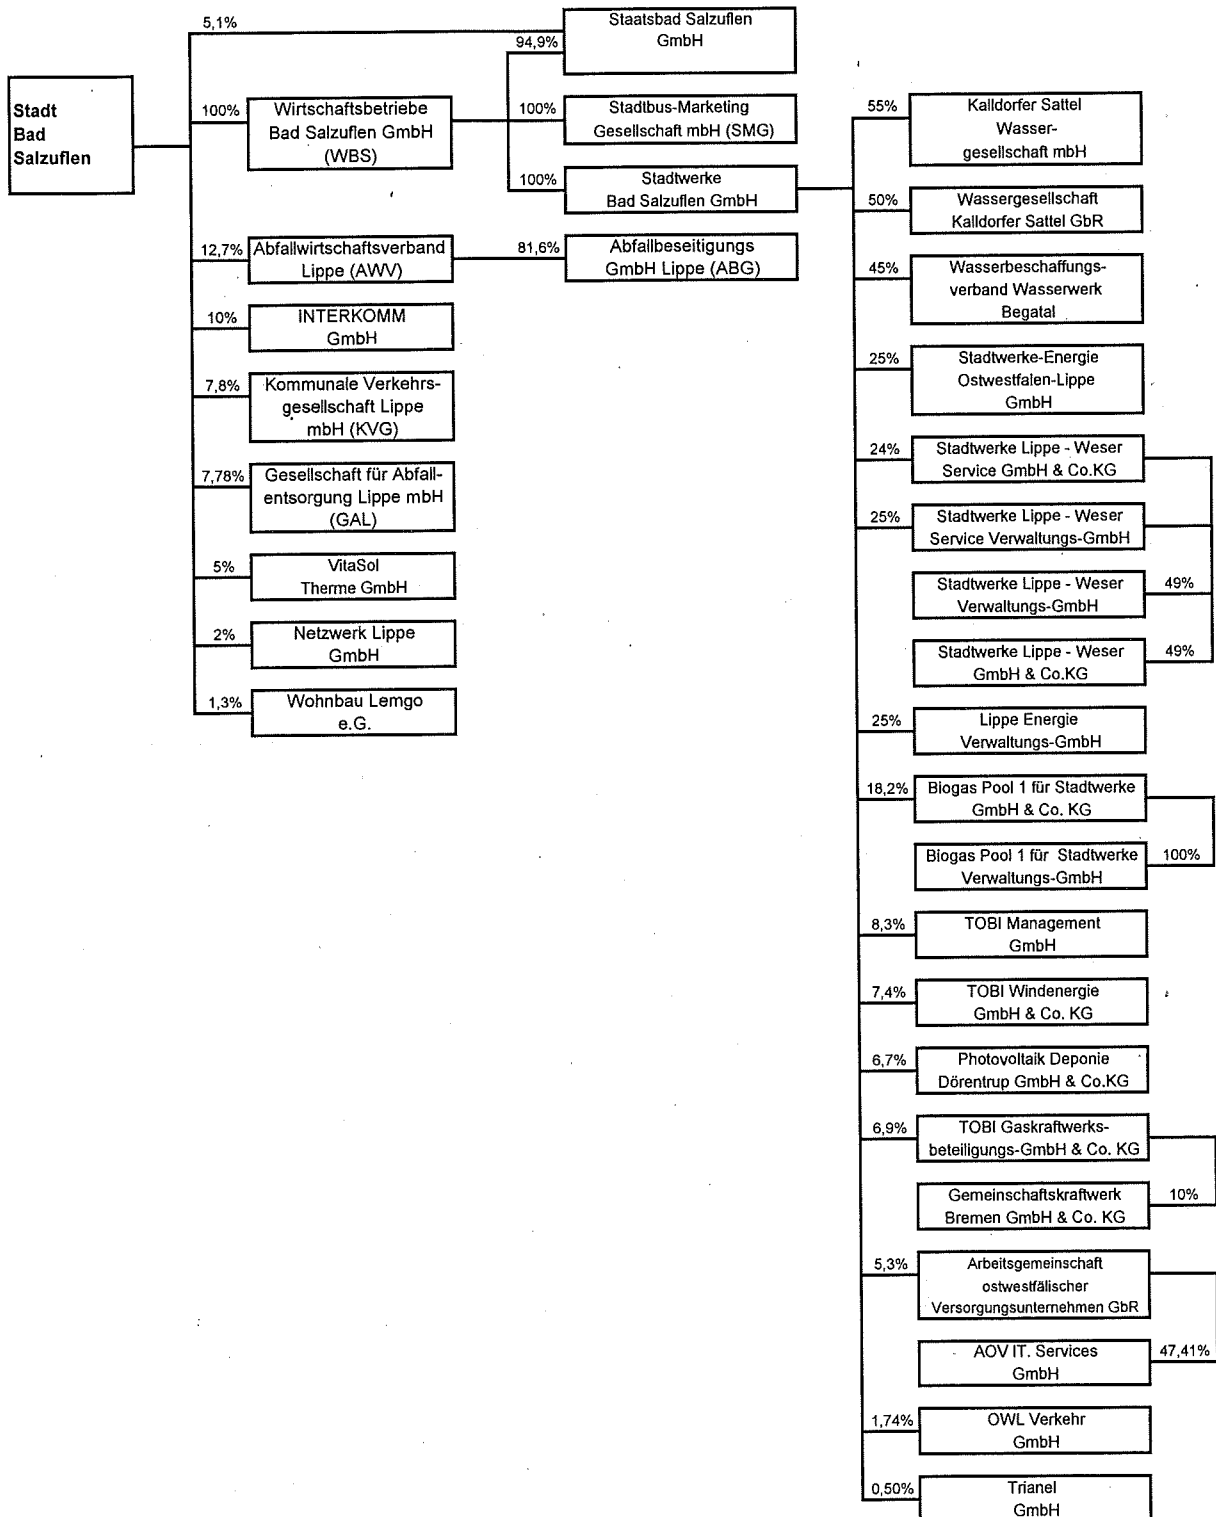 Stadt
Bad
Salzuflen
5,1%
Staatsbad Salzuflen
GmbH
94,9%
100%
Wirtschaftsbetriebe
Bad Salzuflen GmbH
(WBS)
100%
Stadtbus-Marketing
Gesellschaft mbH (SMG)
100%
Stadtwerke
Bad Salzuflen GmbH
12,7%
Abfallwirtschaftsverband
Lippe (AWV)
81,6%
Abfallbeseitigungs
GmbH Lippe (ABG)
10%
INTERKOMM
GmbH
7,8%
Kommunale Verkehrs-
gesellschaft Lippe
mbH (KVG)
7,78%
Gesellschaft für Abfall-
entsorgung Lippe mbH
(GAL)
5%
VitaSol
Therme GmbH
2%
Netzwerk Lippe
GmbH
1,3%
Wohnbau Lemgo
e.G.
55%
Kalldorfer Sattel
Wasser-
gesellschaft mbH
50%
Wassergesellschaft
Kalldorfer Sattel GbR
45%
Wasserbeschaffungs-
verband Wasserwerk
Begatal
25%
Stadtwerke-Energie
Ostwestfalen-Lippe
GmbH
24%
Stadtwerke Lippe - Weser
Service GmbH & Co.KG
25%
Stadtwerke Lippe - Weser
Service Verwaltungs-GmbH
Stadtwerke Lippe - Weser
Verwaltungs-GmbH
49%
Stadtwerke Lippe - Weser
GmbH & Co.KG
49%
25%
Lippe Energie
Verwaltungs-GmbH
18,2%
Biogas Pool 1 für Stadtwerke
GmbH & Co. KG
Biogas Pool 1 für Stadtwerke
Verwaltungs-GmbH
100%
8,3%
TOBI Management
GmbH
7,4%
TOBI Windenergie
GmbH & Co. KG
6,7%
Photovoltaik Deponie
Dörentrup GmbH & Co.KG
6,9%
TOBI Gaskraftwerks-
beteiligungs-GmbH & Co. KG
Gemeinschaftskraftwerk
Bremen GmbH & Co. KG
10%
5,3%
Arbeitsgemeinschaft
ostwestfälischer
Versorgungsunternehmen GbR
AOV IT. Services
GmbH
47,41%
1,74%
OWL Verkehr
GmbH
0,50%
Trianel
GmbH